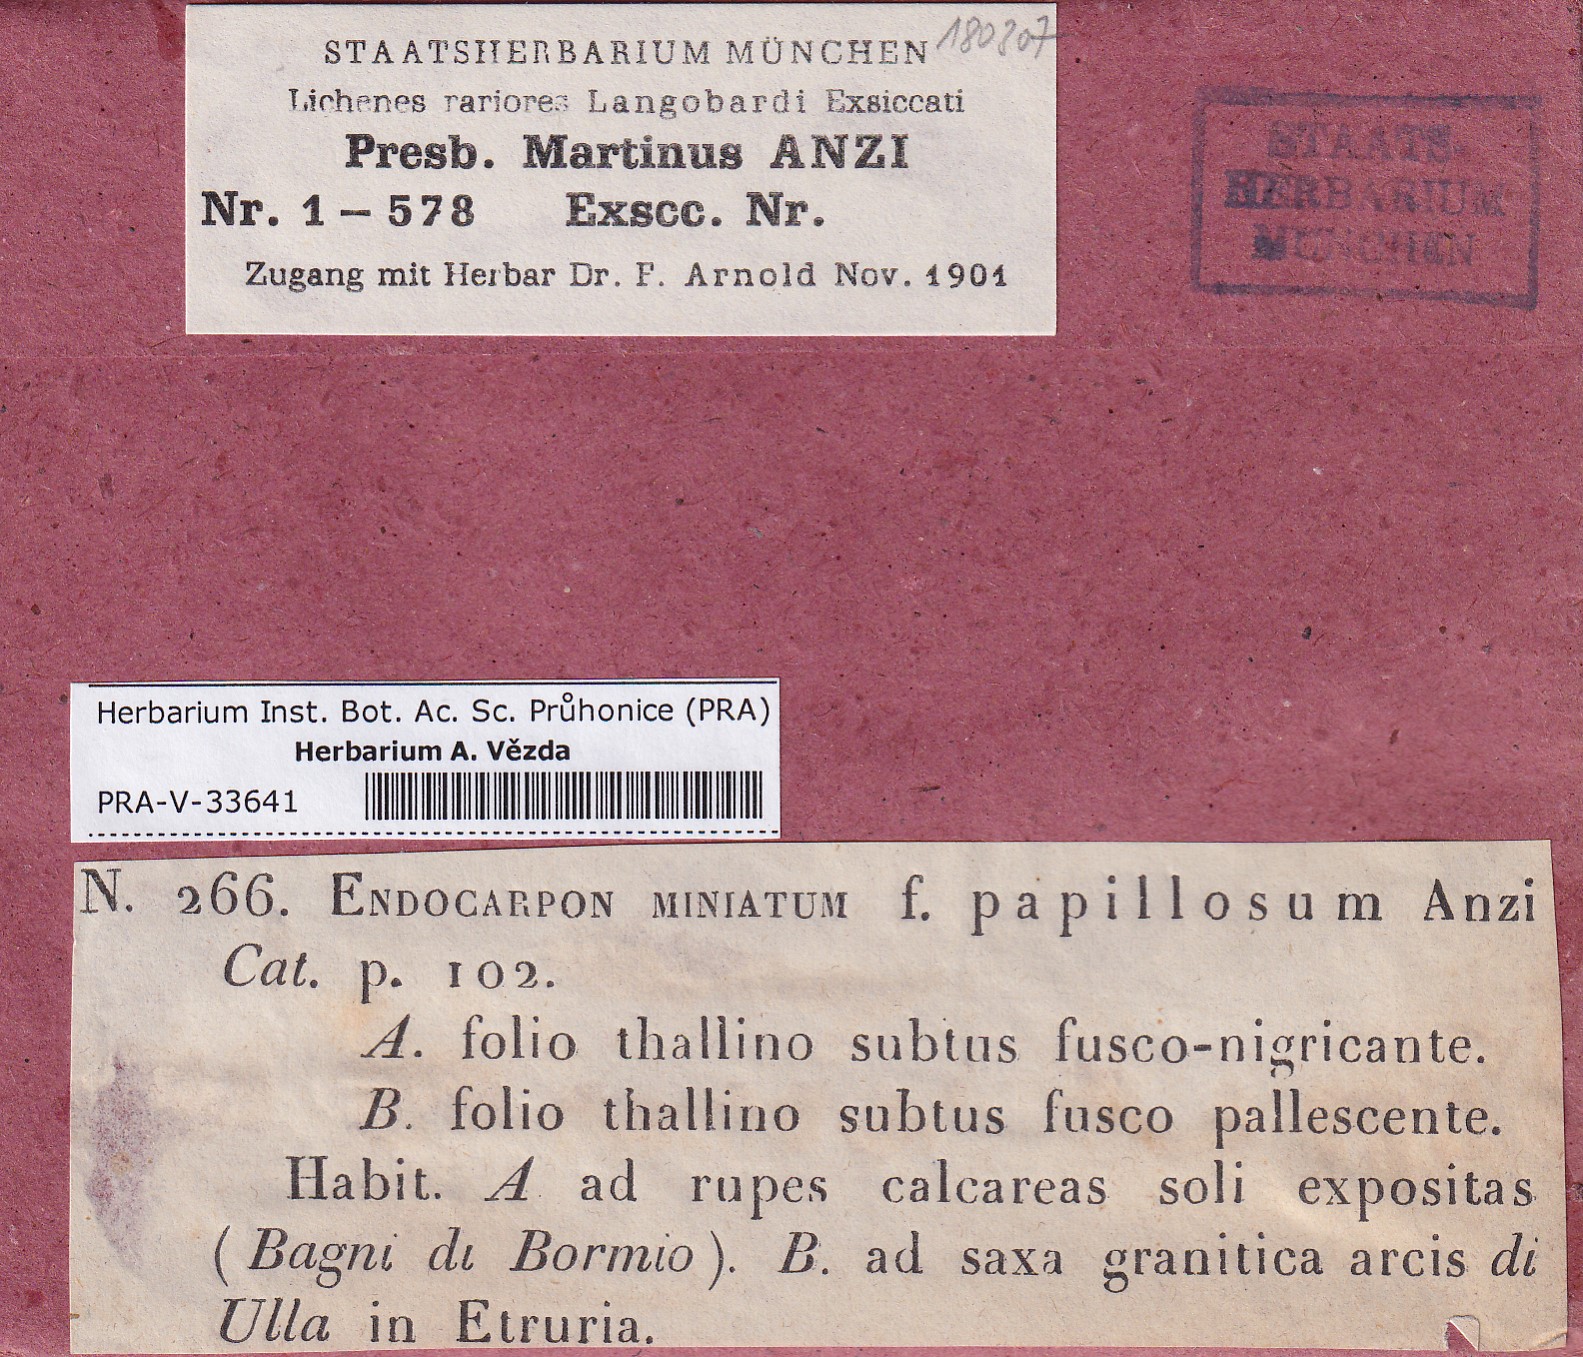 180207
STAATSHERBARIUM MÜNCHEN
Lichenes rariores Langobardi Exsiccati
Presb. Martinus ANZI
Nr. 1 – 578 Exscc. Nr.
Zugang mit Herbar Dr. F. Arnold Nov. 1901
STAATS-
HERBARIUM
MÜNCHEN
Herbarium Inst. Bot. Ac. Sc. Průhonice (PRA)
Herbarium A. Vězda
PRA-V-33641
N. 266. ENDOCARPON MINIATUM f. papillosum Anzi
Cat. p. 102.
A. folio thallino subtus fusco-nigricante.
B. folio thallino subtus fusco pallescente.
Habit. A ad rupes calcareas soli expositas
(Bagni di Bormio). B. ad saxa granitica arcis di
Ulla in Etruria.